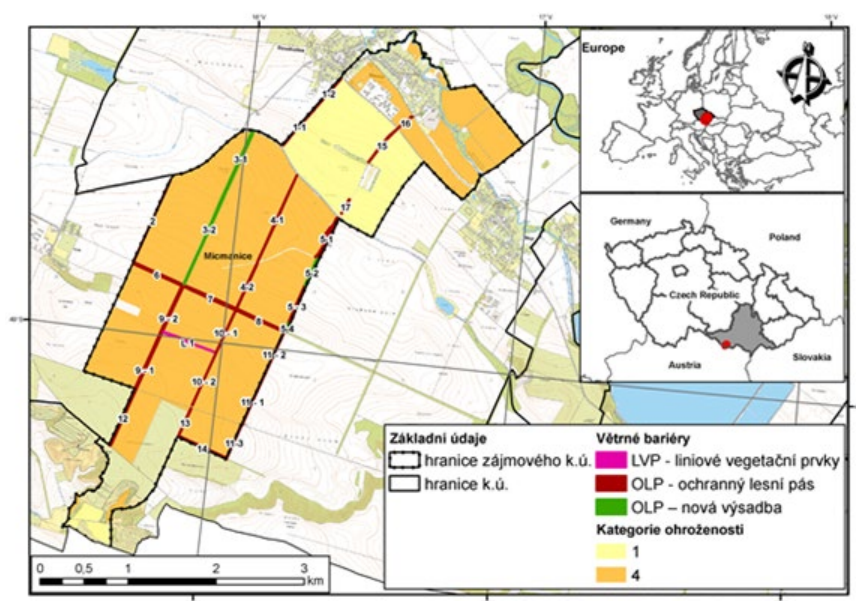 16°V
17°V
18°V
Europe
1-2
1-1
16
15
3-1
17
2
3-2
4-1
5-1
Micmanice
5-2
6
7
4-2
5-3
8
5-4
9-2
10-1
L-1
11-2
9-1
10-2
11-1
12
13
14
11-3
Germany
Poland
Czech Republic
Austria
Slovakia
Základní údaje
hranice zájmového k.ú.
hranice k.ú.
Větrné bariéry
LVP - liniové vegetační prvky
OLP - ochranný lesní pás
OLP – nová výsadba
Kategorie ohroženosti
1
4
0 0,5 1 2 3
km